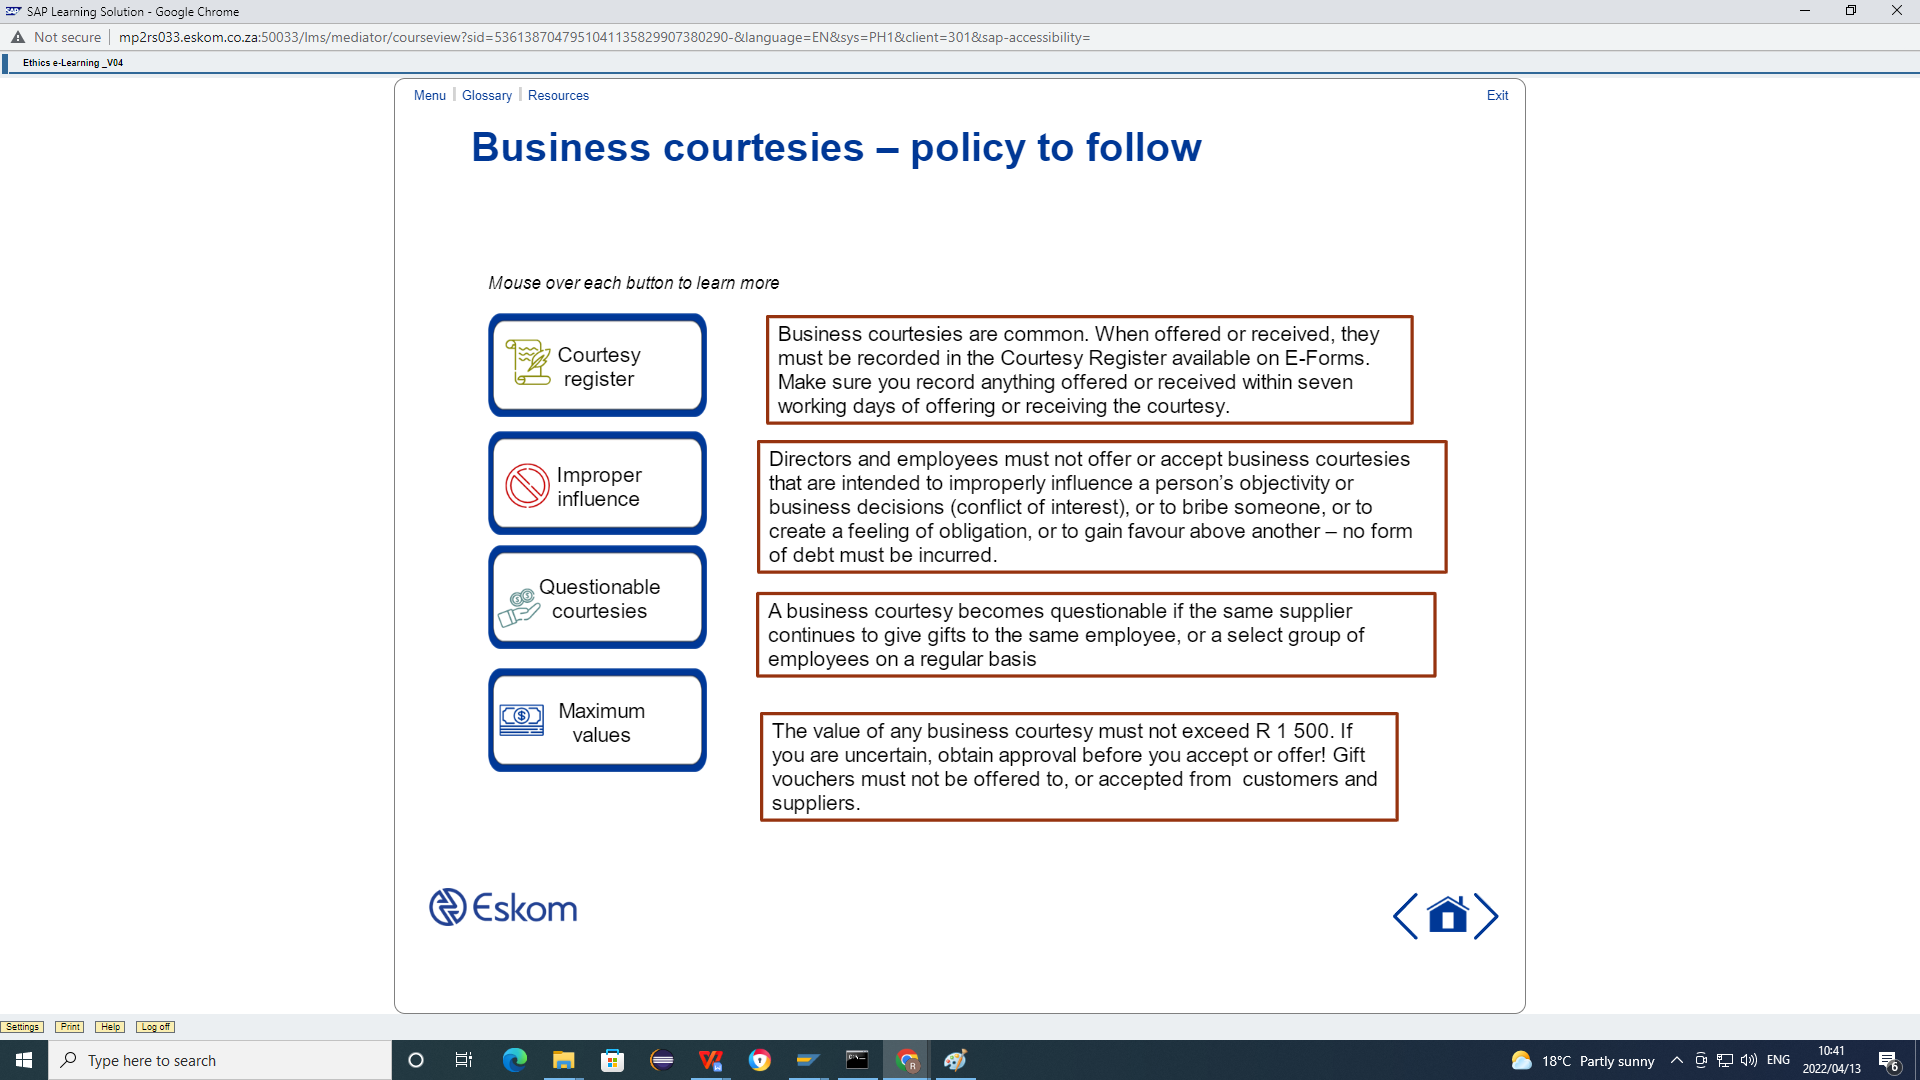 SAP Learning Solution - Google Chrome
Not secure
mp2rs033.eskom.co.za:50033/lms/mediator/courseview?sid=536138704795104113582990738​0290-&language=EN&sys=PH1&client=301&sap-accessibility=
Ethics e-Learning _V04
Menu
Glossary
Resources
Exit
Business courtesies – policy to follow
Mouse over each button to learn more
Courtesy
register
Business courtesies are common. When offered or received, they
must be recorded in the Courtesy Register available on E-Forms.
Make sure you record anything offered or received within seven
working days of offering or receiving the courtesy.
Improper
influence
Directors and employees must not offer or accept business courtesies
that are intended to improperly influence a person's objectivity or
business decisions (conflict of interest), or to bribe someone, or to
create a feeling of obligation, or to gain favour above another – no form
of debt must be incurred.
Questionable
courtesies
A business courtesy becomes questionable if the same supplier
continues to give gifts to the same employee, or a select group of
employees on a regular basis
Maximum
values
The value of any business courtesy must not exceed R 1 500. If
you are uncertain, obtain approval before you accept or offer! Gift
vouchers must not be offered to, or accepted from  customers and
suppliers.
Eskom
Settings
Print
Help
Log off
Type here to search
18°C Partly sunny
ENG
10:41
2022/04/13
6